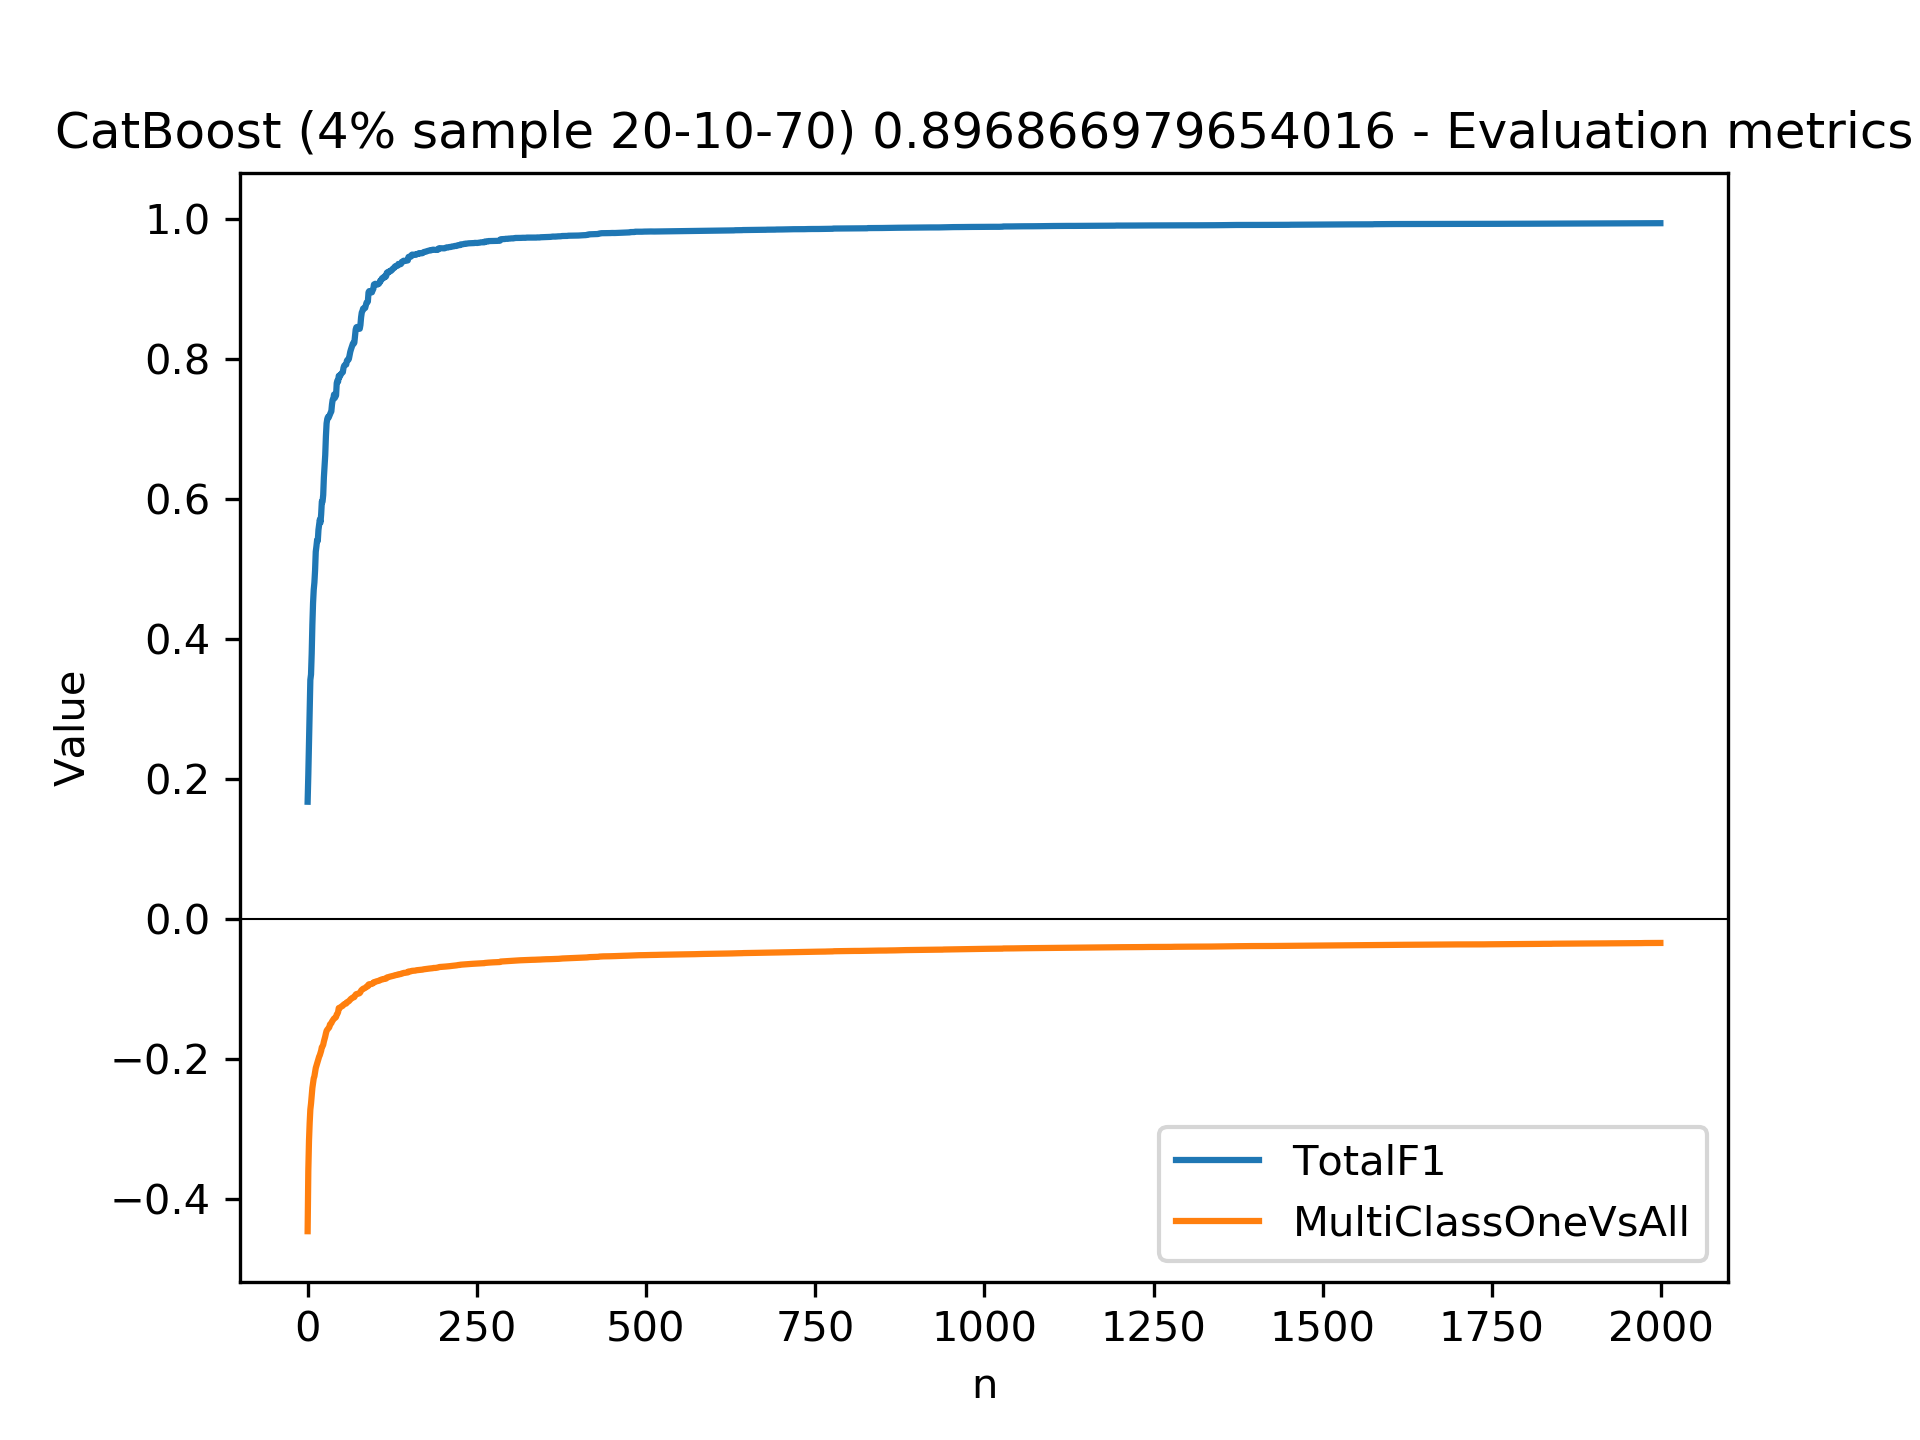 CatBoost (4% sample 20-10-70) 0.896866979654016 - Evaluation metrics
1.0
0.8
0.6
0.4
0.2
0.0
−0.2
−0.4
Value
TotalF1
MultiClassOneVsAll
0 250 500 750 1000 1250 1500 1750 2000
n